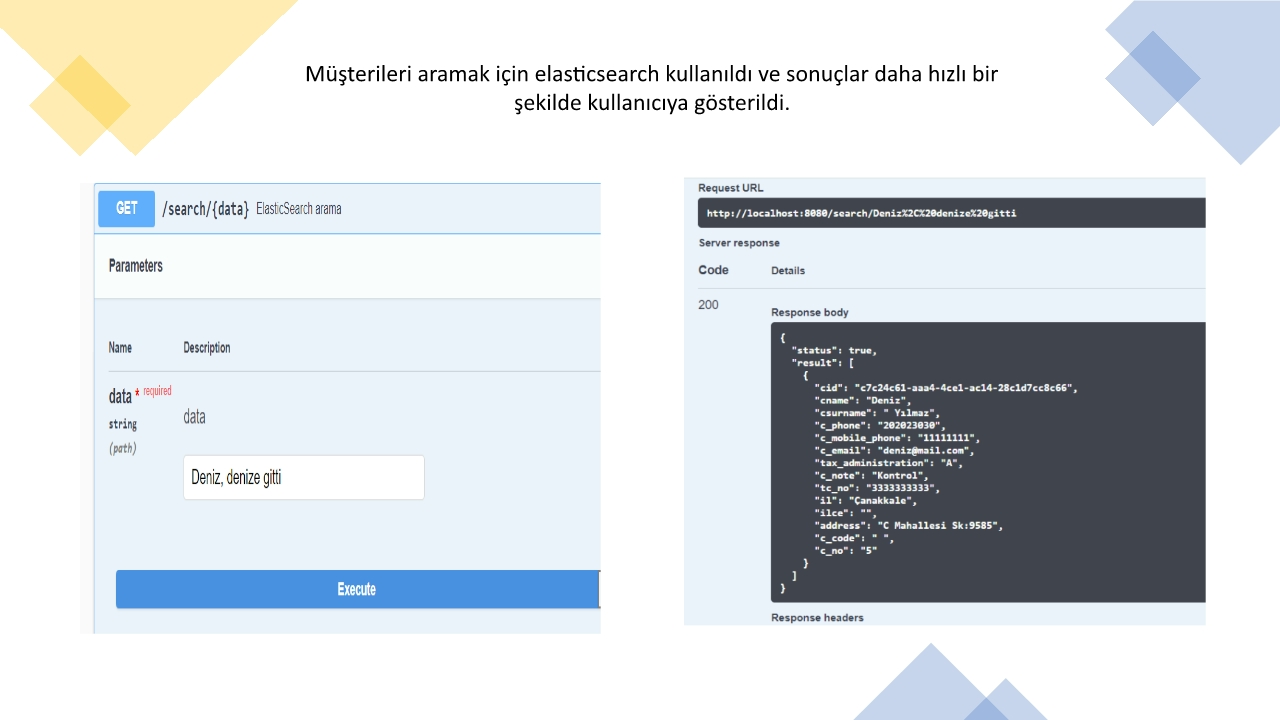 Müşterileri aramak için elasticsearch kullanıldı ve sonuçlar daha hızlı bir
şekilde kullanıcıya gösterildi.
GET /search/{data} ElasticSearch arama
Parameters
Name Description
data * required
string
(path)
data
Deniz, denize gitti
Execute
Request URL
http://localhost:8080/search/Deniz%2C%20denize%20gitti
Server response
Code Details
200
Response body
{
"status": true,
"result": [
{
"cid": "c7c24c61-aaa4-4ce1-ac14-28c1d7cc8c66",
"cname": "Deniz",
"csurname": " Yılmaz",
"c_phone": "202023030",
"c_mobile_phone": "11111111",
"c_email": "deniz@mail.com",
"tax_administration": "A",
"c_note": "Kontrol",
"tc_no": "3333333333",
"il": "Çanakkale",
"ilce": "",
"address": "C Mahallesi Sk:9585",
"c_code": " ",
"c_no": "5"
}
]
}
Response headers